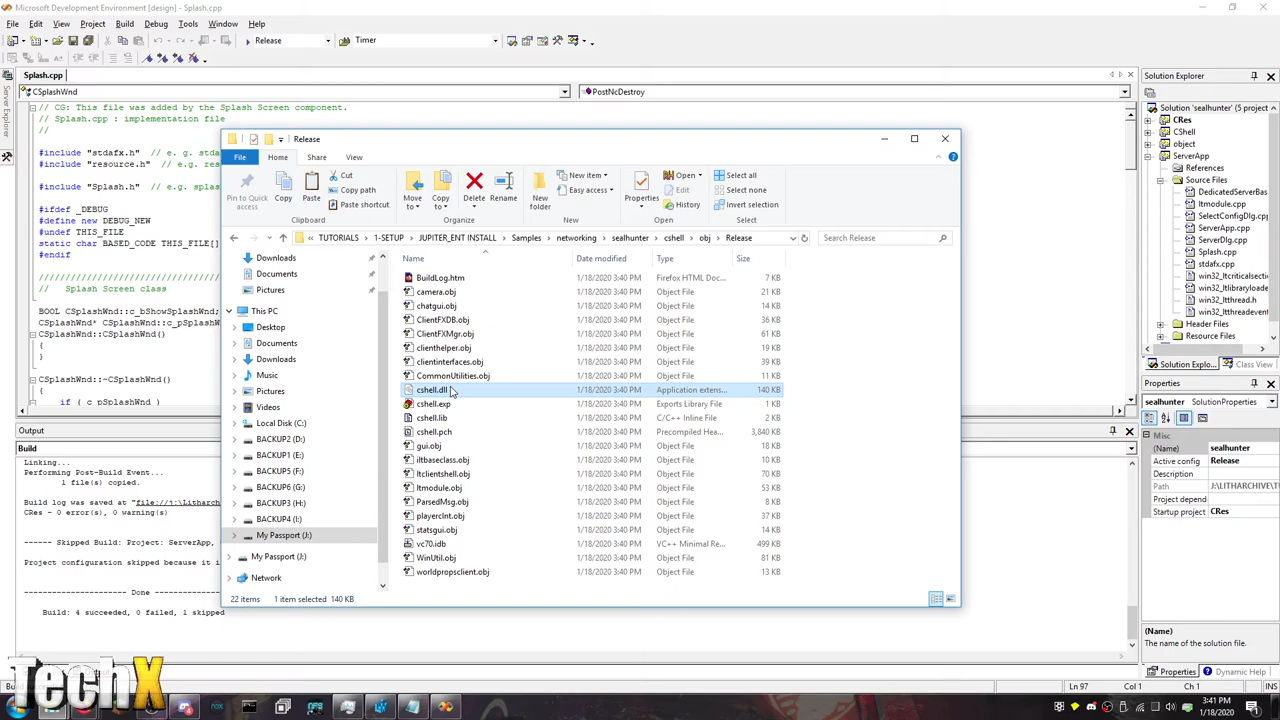 Microsoft Development Environment [design] - Splash.cpp
File Edit View Project Build Debug Tools Window Help
Release Timer
Splash.cpp
CSplashWnd PostNcDestroy
// CG: This file was added by the Splash Screen component.
// Splash.cpp : implementation file
//
#include "stdafx.h" // e. g. stdaf
#include "resource.h" // e.g. res
#include "Splash.h" // e.g. splas
#ifdef _DEBUG
#define new DEBUG_NEW
#undef THIS_FILE
static char BASED_CODE THIS_FILE[]
#endif
// Splash Screen class
BOOL CSplashWnd::c_bShowSplashWnd;
CSplashWnd* CSplashWnd::c_pSplashW
CSplashWnd::CSplashWnd()
{
}
CSplashWnd::~CSplashWnd()
{
if ( c_pSplashWnd
Server Explorer
Output
Build
Linking...
Performing Post-Build Event...
1 file(s) copied.
Build log was saved at "file://j:\Litharch
CRes - 0 error(s), 0 warning(s)
------ Skipped Build: Project: ServerApp,
Project configuration skipped because it i
---------------------- Done
Build: 4 succeeded, 0 failed, 1 skipped
Release
File Home Share View
Pin to Quick access
Copy
Paste
Cut
Copy path
Paste shortcut
Clipboard
Move to
Copy to
Delete
Rename
Organize
New folder
New item
Easy access
New
Properties
Open
Edit
History
Open
Select all
Select none
Invert selection
Select
« TUTORIALS › 1-SETUP › JUPITER_ENT INSTALL › Samples › networking › sealhunter › cshell › obj › Release
Search Release
Downloads
Documents
Pictures
This PC
Desktop
Documents
Downloads
Music
Pictures
Videos
Local Disk (C:)
BACKUP2 (D:)
BACKUP1 (E:)
BACKUP5 (F:)
BACKUP6 (G:)
BACKUP3 (H:)
BACKUP4 (I:)
My Passport (J:)
My Passport (J:)
Network
Name Date modified Type Size
BuildLog.htm 1/18/2020 3:40 PM Firefox HTML Doc... 7 KB
camera.obj 1/18/2020 3:40 PM Object File 21 KB
chatgui.obj 1/18/2020 3:40 PM Object File 14 KB
ClientFXDB.obj 1/18/2020 3:40 PM Object File 34 KB
ClientFXMgr.obj 1/18/2020 3:40 PM Object File 61 KB
clienthelper.obj 1/18/2020 3:40 PM Object File 19 KB
clientinterfaces.obj 1/18/2020 3:40 PM Object File 39 KB
CommonUtilities.obj 1/18/2020 3:40 PM Object File 11 KB
cshell.dll 1/18/2020 3:40 PM Application extens... 140 KB
cshell.exp 1/18/2020 3:40 PM Exports Library File 1 KB
cshell.lib 1/18/2020 3:40 PM C/C++ Inline File 2 KB
cshell.pch 1/18/2020 3:40 PM Precompiled Hea... 3,840 KB
gui.obj 1/18/2020 3:40 PM Object File 18 KB
iltbaseclass.obj 1/18/2020 3:40 PM Object File 10 KB
ltclientshell.obj 1/18/2020 3:40 PM Object File 70 KB
ltmodule.obj 1/18/2020 3:40 PM Object File 53 KB
ParsedMsg.obj 1/18/2020 3:40 PM Object File 8 KB
playerclnt.obj 1/18/2020 3:40 PM Object File 37 KB
statsgui.obj 1/18/2020 3:40 PM Object File 14 KB
vc70.idb 1/18/2020 3:40 PM VC++ Minimal Re... 499 KB
WinUtil.obj 1/18/2020 3:40 PM Object File 81 KB
worldpropsclient.obj 1/18/2020 3:40 PM Object File 13 KB
22 items 1 item selected 140 KB
Solution Explorer
Solution 'sealhunter' (5 project
CRes
CShell
object
ServerApp
References
Source Files
DedicatedServerBas
ltmodule.cpp
SelectConfigDlg.cp
ServerApp.cpp
ServerDlg.cpp
Splash.cpp
stdafx.cpp
win32_ltcriticalsectio
win32_ltlibraryloade
win32_ltthread.h
win32_ltthreadevent
Header Files
Resource Files
Solution Explo... Class View
Properties
sealhunter SolutionProperties
Misc
(Name) sealhunter
Active config Release
Description
Path J:\LITHARCHIVE\TU
Project depend
Startup project CRes
(Name)
The name of the solution file.
Properties Dynamic Help
Ln 97 Col 1 Ch 1 INS
TechX
3:41 PM
1/18/2020